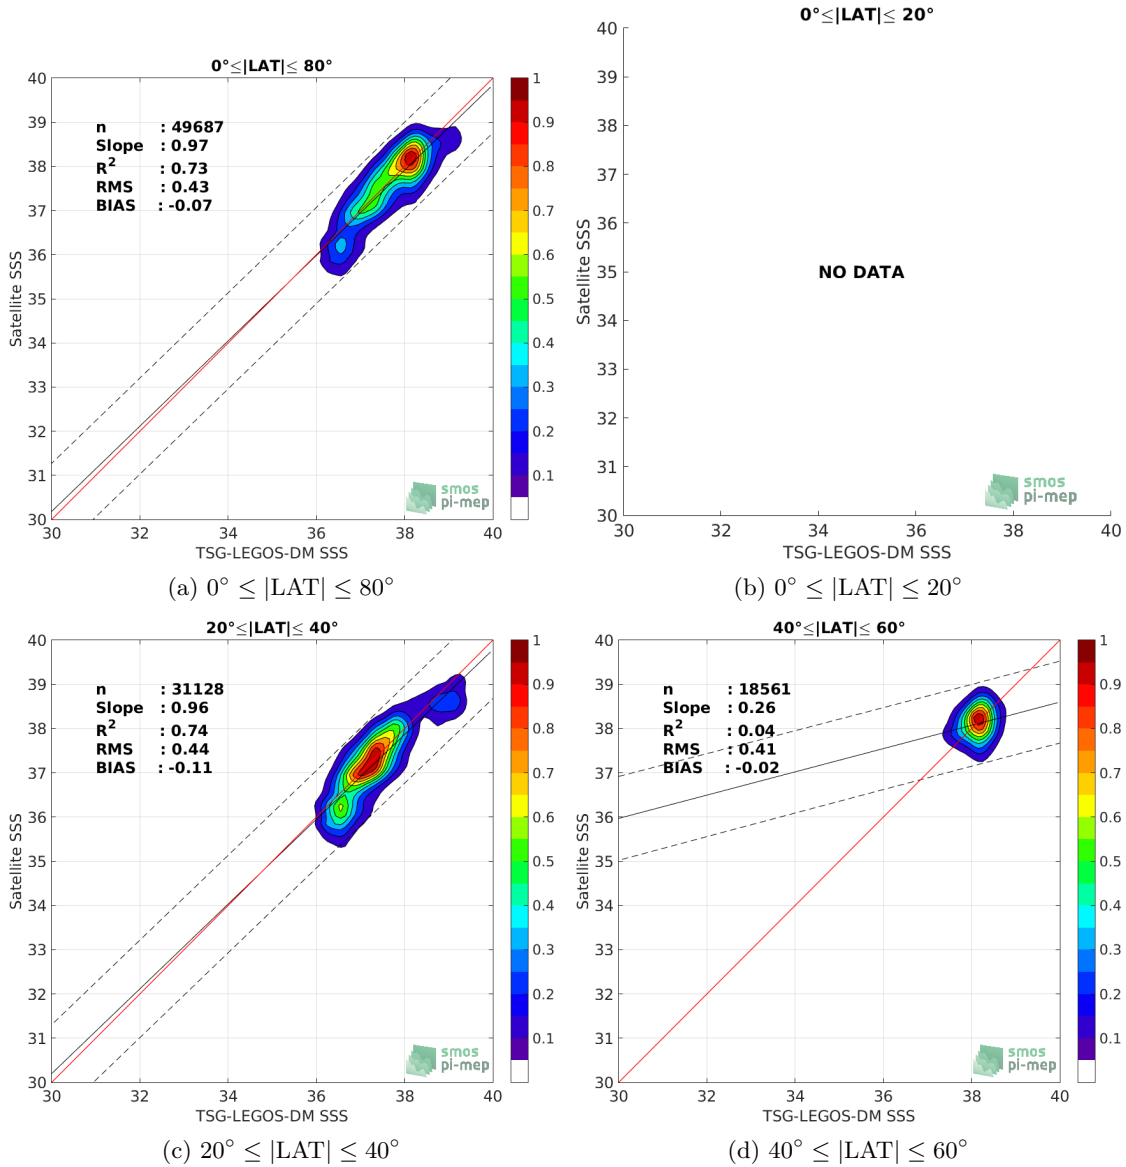 0°≤|LAT|≤ 80°
40
39
38
37
36
35
34
33
32
31
30
30 32 34 36 38 40
Satellite SSS
TSG-LEGOS-DM SSS
n : 49687
Slope : 0.97
R² : 0.73
RMS : 0.43
BIAS : -0.07
smos
pi-mep
1
0.9
0.8
0.7
0.6
0.5
0.4
0.3
0.2
0.1
(a) 0° ≤ |LAT| ≤ 80°
0°≤|LAT|≤ 20°
40
39
38
37
36
35
34
33
32
31
30
30 32 34 36 38 40
Satellite SSS
TSG-LEGOS-DM SSS
NO DATA
smos
pi-mep
(b) 0° ≤ |LAT| ≤ 20°
20°≤|LAT|≤ 40°
40
39
38
37
36
35
34
33
32
31
30
30 32 34 36 38 40
Satellite SSS
TSG-LEGOS-DM SSS
n : 31128
Slope : 0.96
R² : 0.74
RMS : 0.44
BIAS : -0.11
smos
pi-mep
1
0.9
0.8
0.7
0.6
0.5
0.4
0.3
0.2
0.1
(c) 20° ≤ |LAT| ≤ 40°
40°≤|LAT|≤ 60°
40
39
38
37
36
35
34
33
32
31
30
30 32 34 36 38 40
Satellite SSS
TSG-LEGOS-DM SSS
n : 18561
Slope : 0.26
R² : 0.04
RMS : 0.41
BIAS : -0.02
smos
pi-mep
1
0.9
0.8
0.7
0.6
0.5
0.4
0.3
0.2
0.1
(d) 40° ≤ |LAT| ≤ 60°